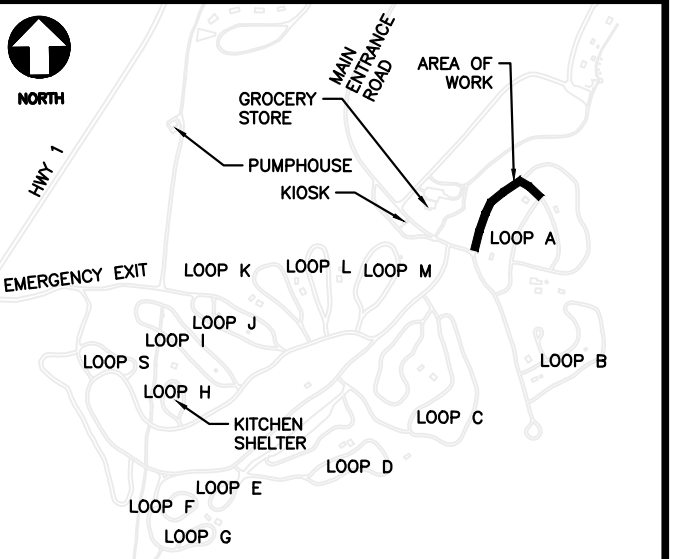 NORTH
HWY 1
MAIN
ENTRANCE
ROAD
AREA OF
WORK
GROCERY
STORE
PUMPHOUSE
KIOSK
LOOP A
EMERGENCY EXIT
LOOP K
LOOP L
LOOP M
LOOP J
LOOP I
LOOP S
LOOP B
LOOP H
LOOP C
KITCHEN
SHELTER
LOOP D
LOOP E
LOOP F
LOOP G